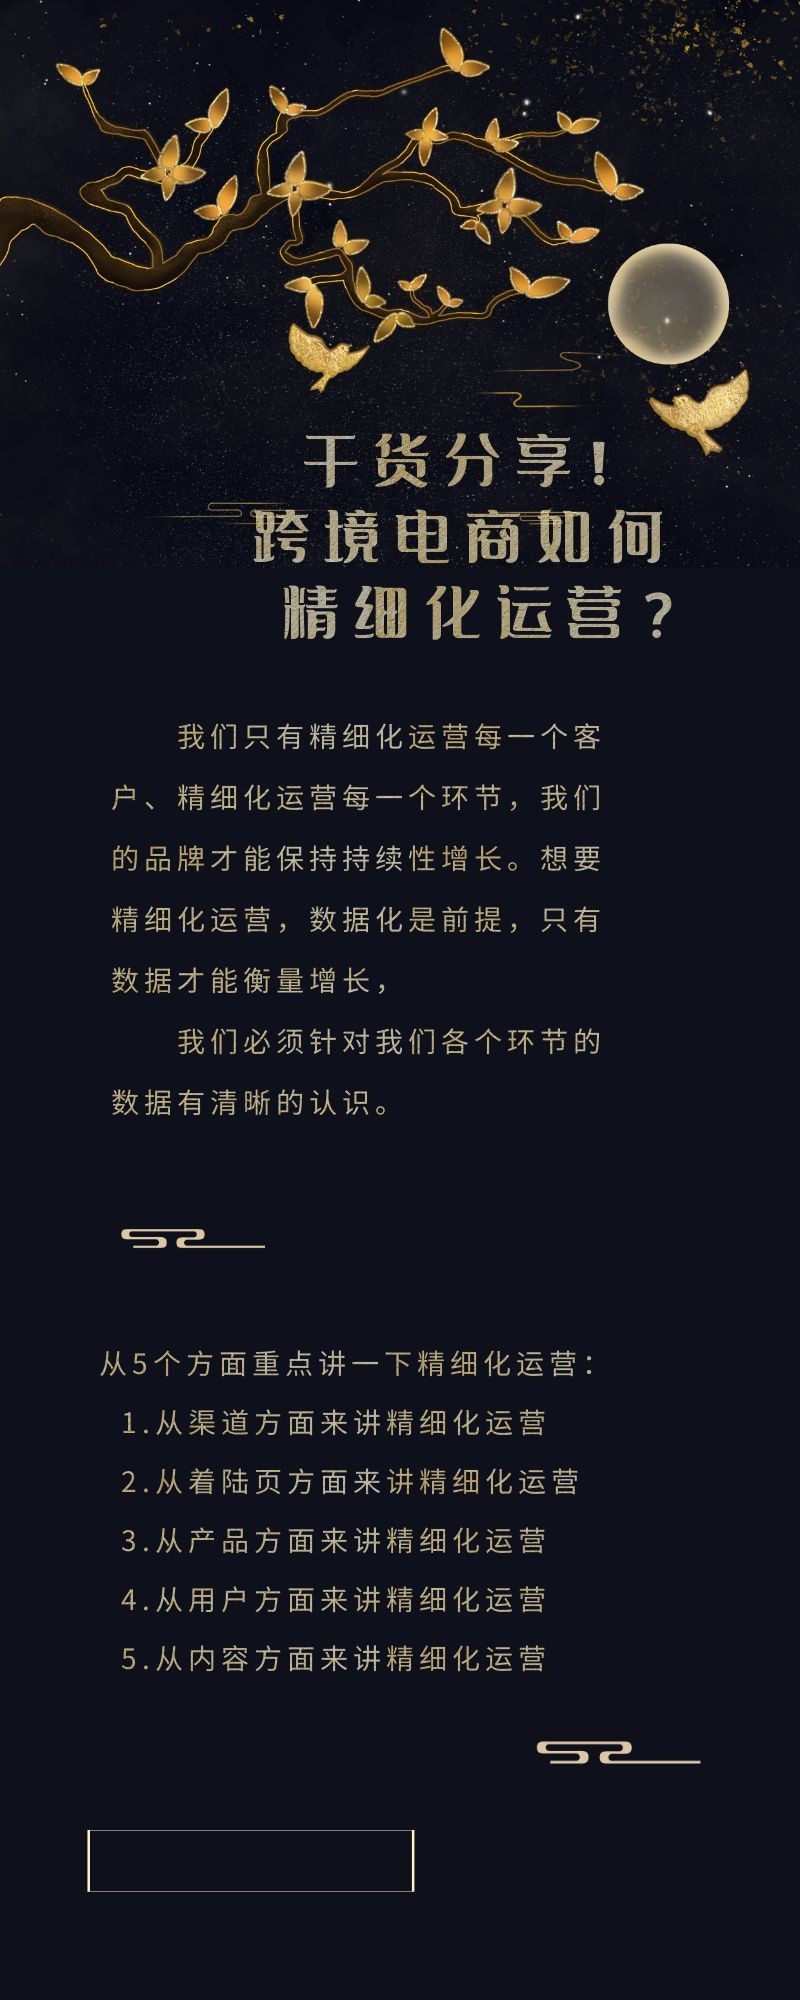 干货分享！
跨境电商如何
精细化运营？
我们只有精细化运营每一个客
户、精细化运营每一个环节，我们
的品牌才能保持持续性增长。想要
精细化运营，数据化是前提，只有
数据才能衡量增长，
我们必须针对我们各个环节的
数据有清晰的认识。
从5个方面重点讲一下精细化运营：
1.从渠道方面来讲精细化运营
2.从着陆页方面来讲精细化运营
3.从产品方面来讲精细化运营
4.从用户方面来讲精细化运营
5.从内容方面来讲精细化运营